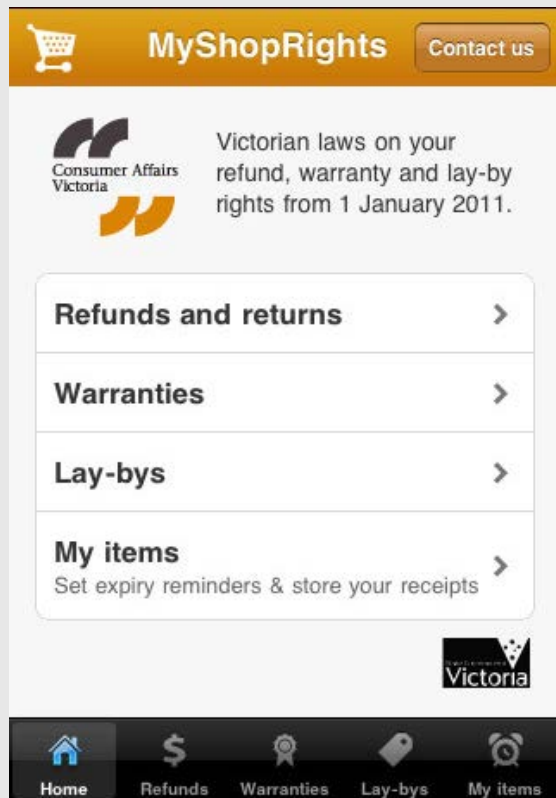 MyShopRights
Contact us
Consumer Affairs
Victoria
Victorian laws on your
refund, warranty and lay-by
rights from 1 January 2011.
Refunds and returns
Warranties
Lay-bys
My items
Set expiry reminders & store your receipts
Victoria
Home
Refunds
Warranties
Lay-bys
My items